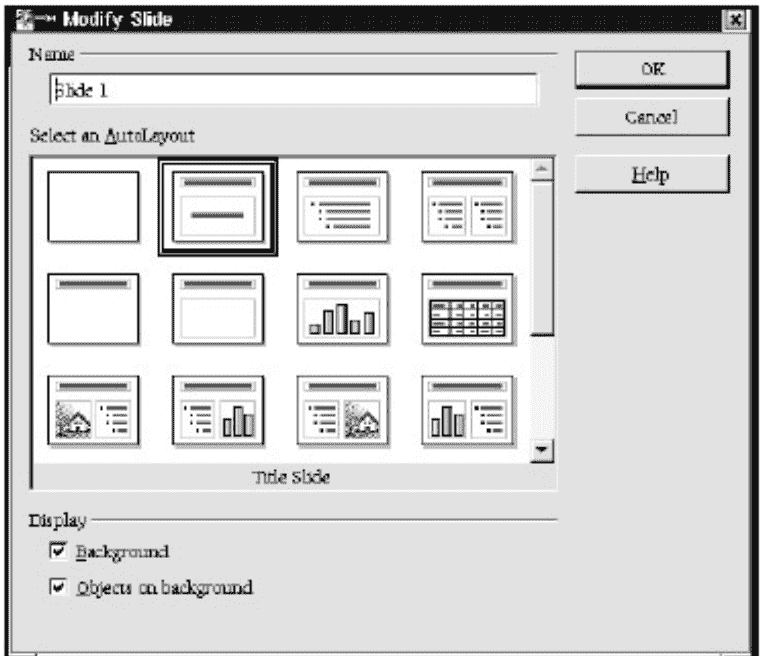 Modify Slide
Name
Slide 1
OK
Cancel
Select an AutoLayout
Help
Title Slide
Display
Background
Objects on background